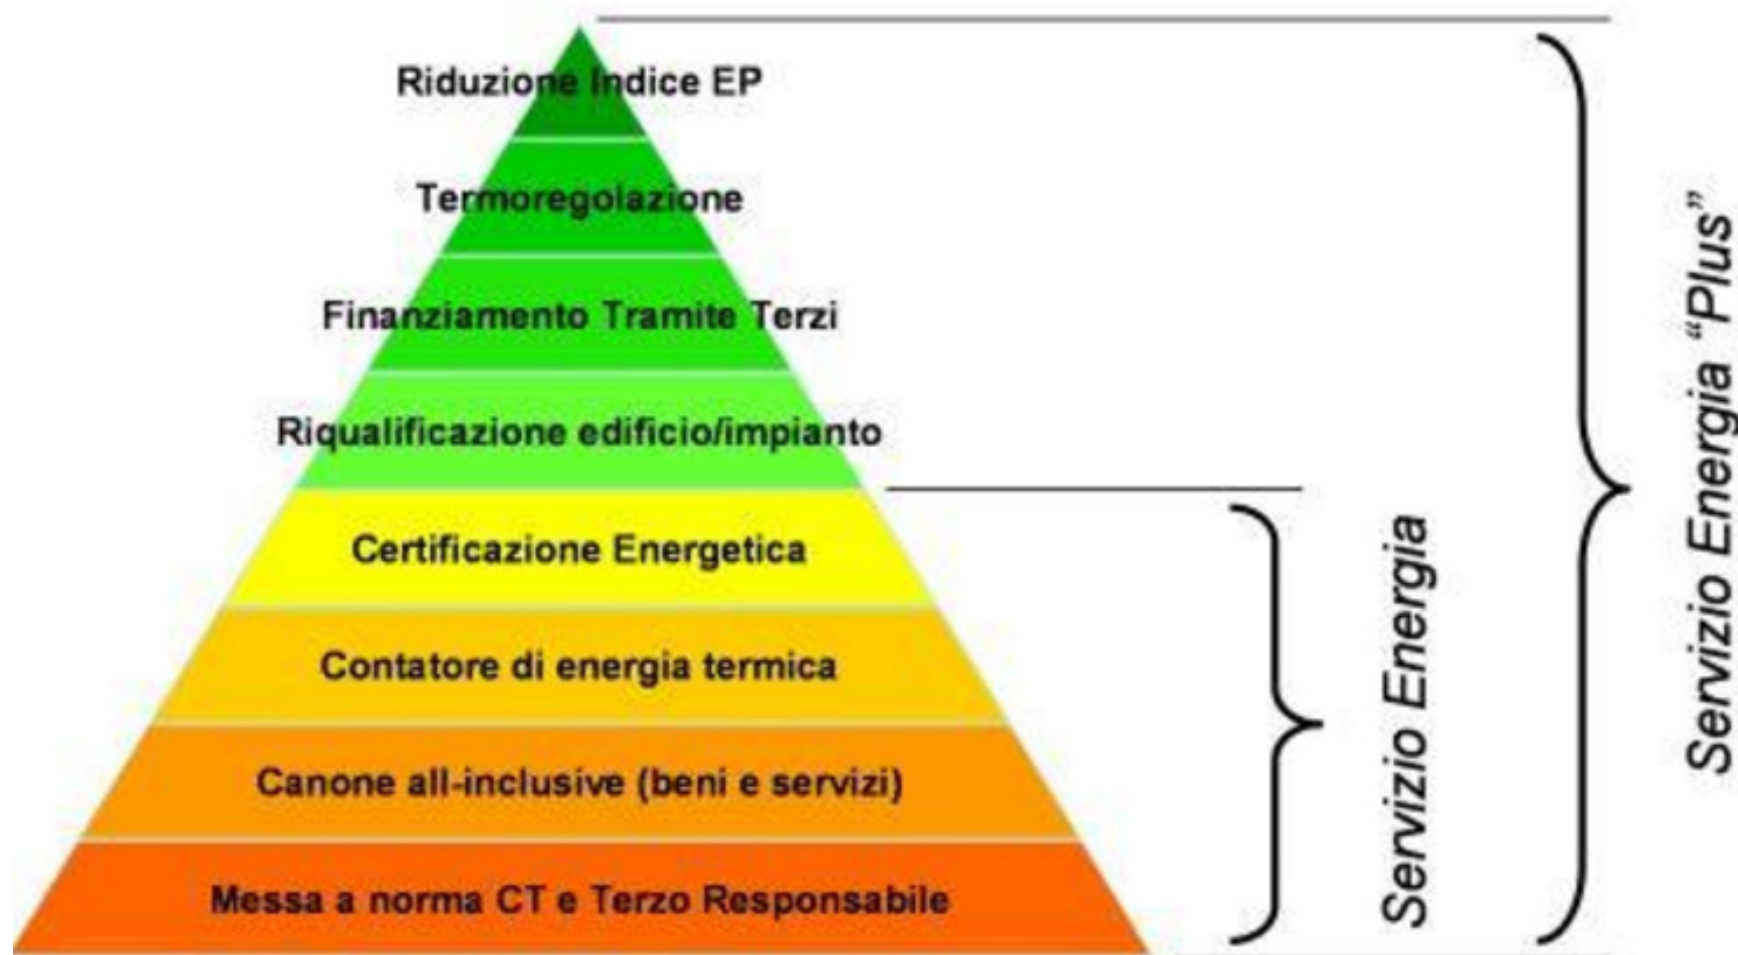 Riduzione Indice EP
Termoregolazione
Finanziamento Tramite Terzi
Riqualificazione edificio/impianto
Certificazione Energetica
Contatore di energia termica
Canone all-inclusive (beni e servizi)
Messa a norma CT e Terzo Responsabile
Servizio Energia
Servizio Energia “Plus”